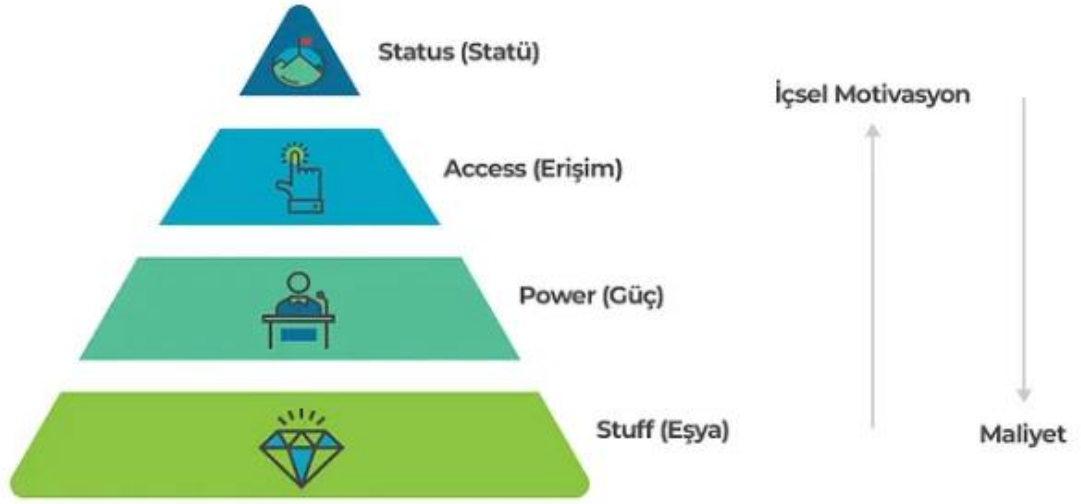 Status (Statü)
İçsel Motivasyon
Access (Erişim)
Power (Güç)
Stuff (Eşya)
Maliyet